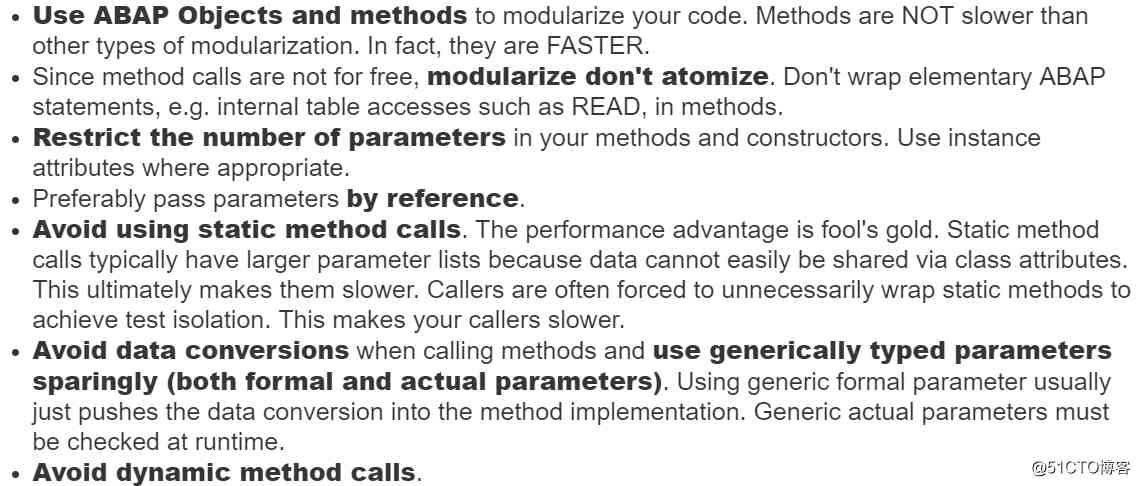 • Use ABAP Objects and methods to modularize your code. Methods are NOT slower than
other types of modularization. In fact, they are FASTER.
• Since method calls are not for free, modularize don't atomize. Don't wrap elementary ABAP
statements, e.g. internal table accesses such as READ, in methods.
• Restrict the number of parameters in your methods and constructors. Use instance
attributes where appropriate.
• Preferably pass parameters by reference.
• Avoid using static method calls. The performance advantage is fool's gold. Static method
calls typically have larger parameter lists because data cannot easily be shared via class attributes.
This ultimately makes them slower. Callers are often forced to unnecessarily wrap static methods to
achieve test isolation. This makes your callers slower.
• Avoid data conversions when calling methods and use generically typed parameters
sparingly (both formal and actual parameters). Using generic formal parameter usually
just pushes the data conversion into the method implementation. Generic actual parameters must
be checked at runtime.
• Avoid dynamic method calls.
@51CTO博客